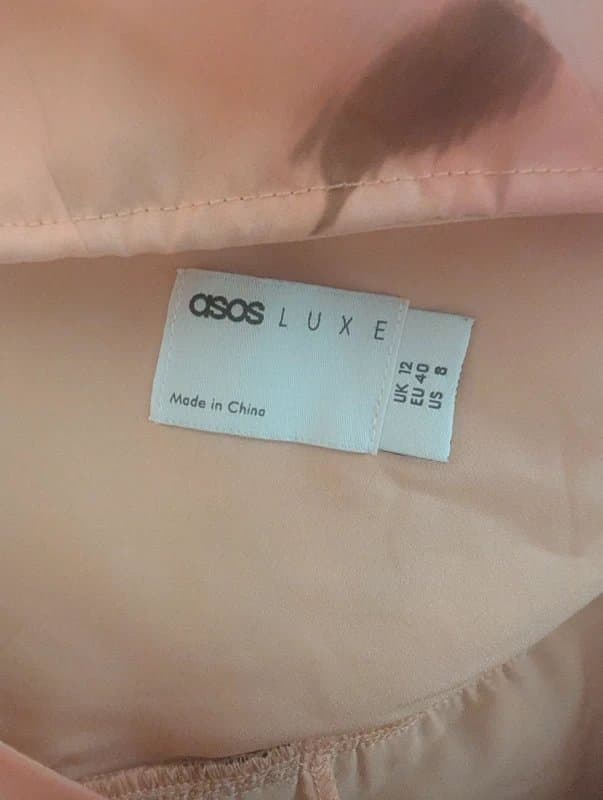 asos LUXE
Made in China
UK 12
EU 40
US 8